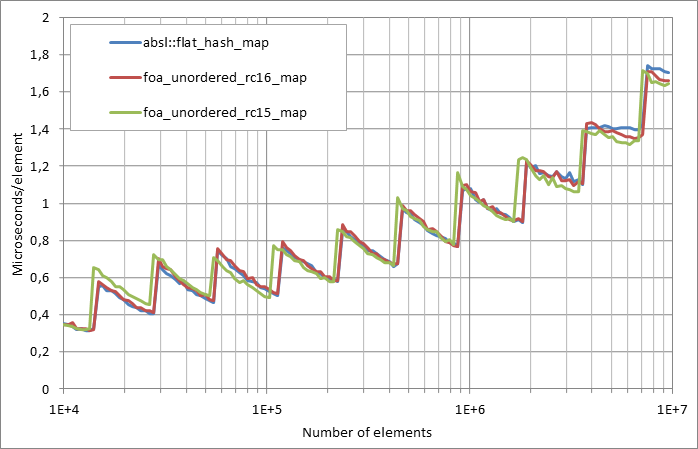 2
1,8
1,6
1,4
1,2
1
0,8
0,6
0,4
0,2
0
Microseconds/element
absl::flat_hash_map
foa_unordered_rc16_map
foa_unordered_rc15_map
1E+4 1E+5 1E+6 1E+7
Number of elements